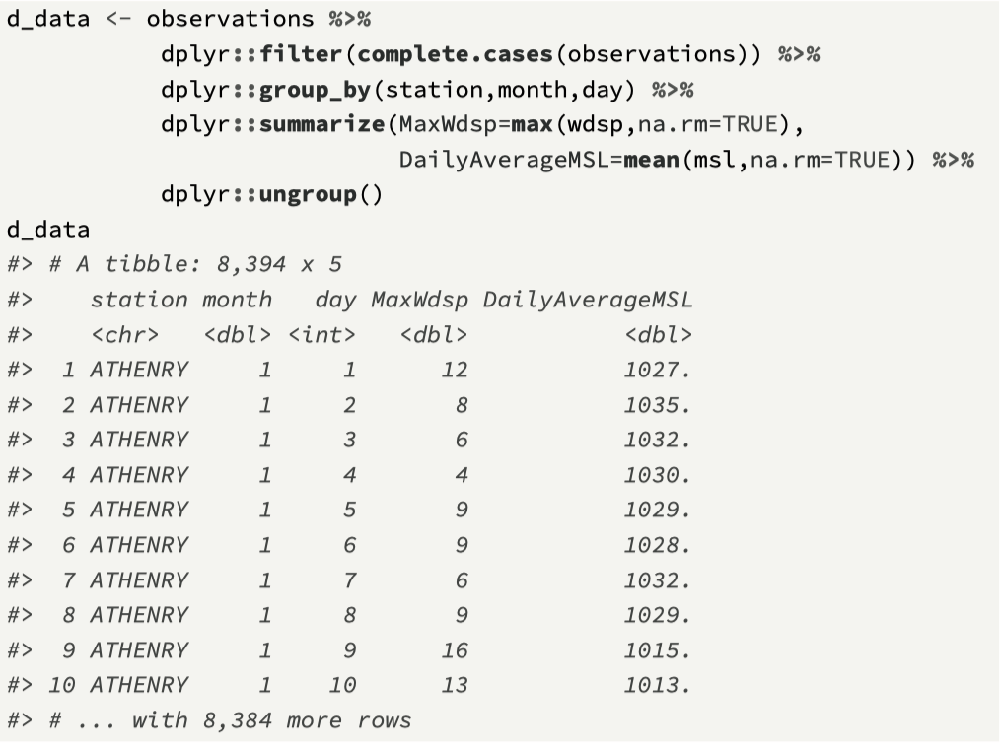 d_data <- observations %>%
          dplyr::filter(complete.cases(observations)) %>%
          dplyr::group_by(station,month,day) %>%
          dplyr::summarize(MaxWdsp=max(wdsp,na.rm=TRUE),
                           DailyAverageMSL=mean(msl,na.rm=TRUE)) %>%
          dplyr::ungroup()
d_data
#> # A tibble: 8,394 x 5
#>    station month   day MaxWdsp DailyAverageMSL
#>    <chr>   <dbl> <int>   <dbl>           <dbl>
#>  1 ATHENRY     1     1      12           1027.
#>  2 ATHENRY     1     2       8           1035.
#>  3 ATHENRY     1     3       6           1032.
#>  4 ATHENRY     1     4       4           1030.
#>  5 ATHENRY     1     5       9           1029.
#>  6 ATHENRY     1     6       9           1028.
#>  7 ATHENRY     1     7       6           1032.
#>  8 ATHENRY     1     8       9           1029.
#>  9 ATHENRY     1     9      16           1015.
#> 10 ATHENRY     1    10      13           1013.
#> # ... with 8,384 more rows